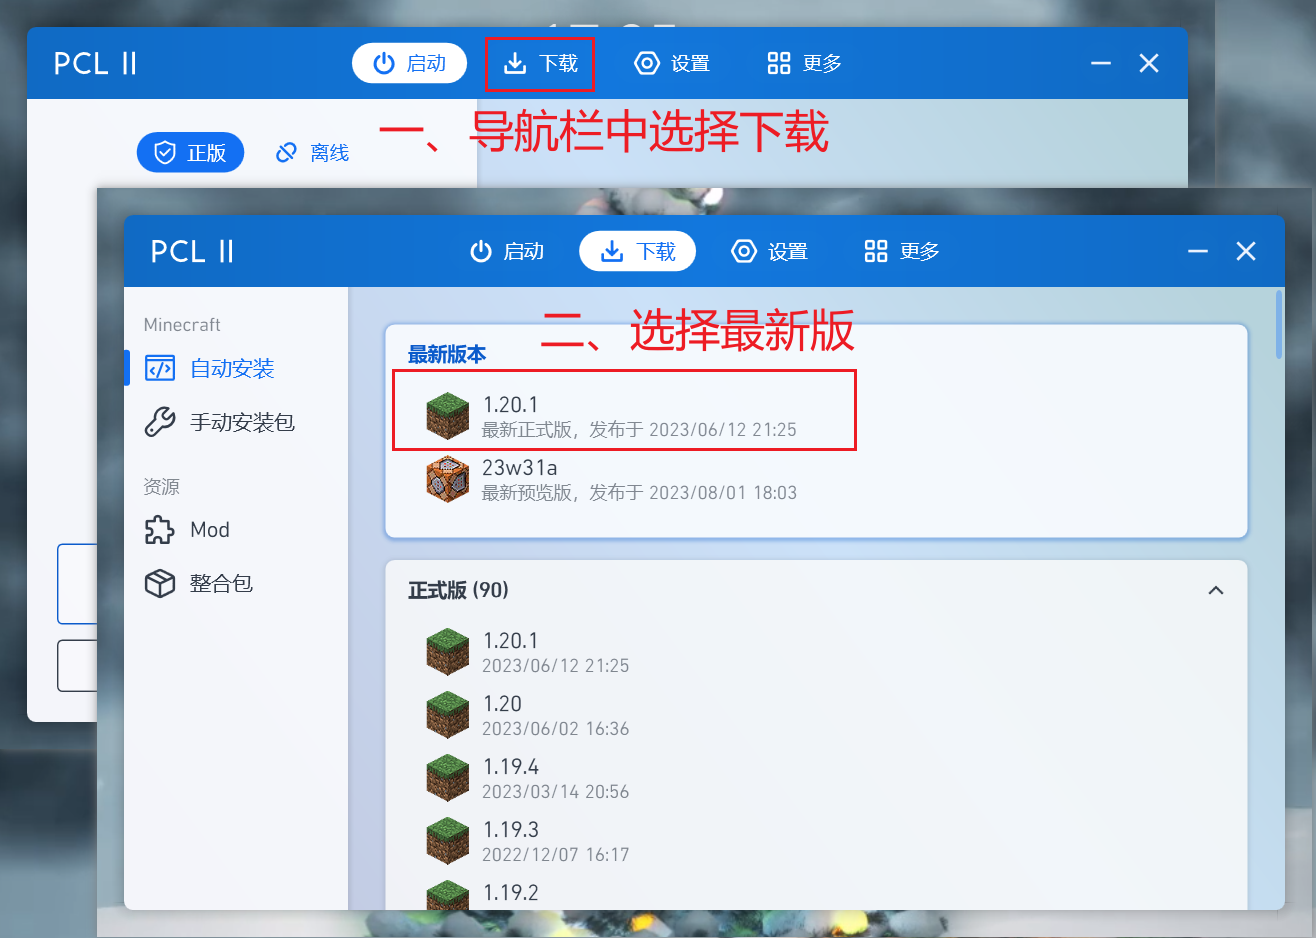 PCL II
启动
下载
设置
更多
一、导航栏中选择下载
正版
离线
PCL II
启动
下载
设置
更多
Minecraft
自动安装
手动安装包
资源
Mod
整合包
二、选择最新版
最新版本
1.20.1
最新正式版，发布于 2023/06/12 21:25
23w31a
最新预览版，发布于 2023/08/01 18:03
正式版 (90)
1.20.1
2023/06/12 21:25
1.20
2023/06/02 16:36
1.19.4
2023/03/14 20:56
1.19.3
2022/12/07 16:17
1.19.2